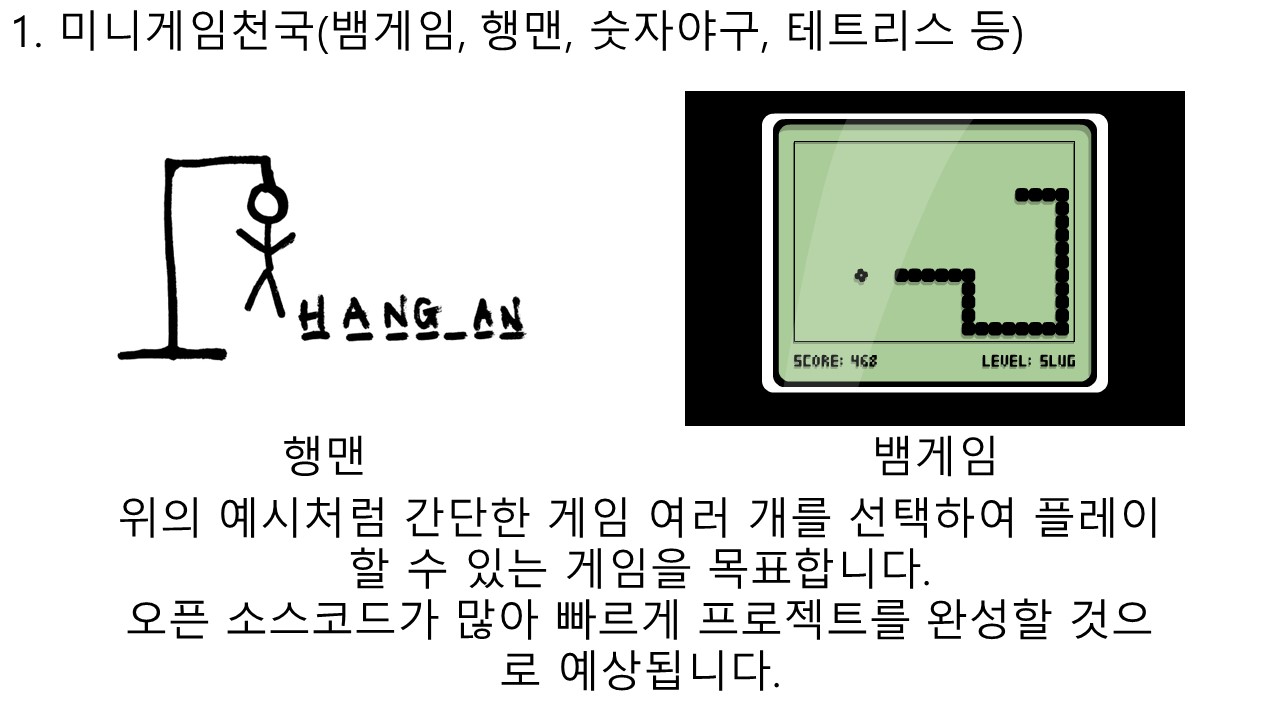 1. 미니게임천국(뱀게임, 행맨, 숫자야구, 테트리스 등)
HANG_AN
SCORE: 468 LEVEL: SLUG
행맨 뱀게임
위의 예시처럼 간단한 게임 여러 개를 선택하여 플레이
할 수 있는 게임을 목표합니다.
오픈 소스코드가 많아 빠르게 프로젝트를 완성할 것으
로 예상됩니다.